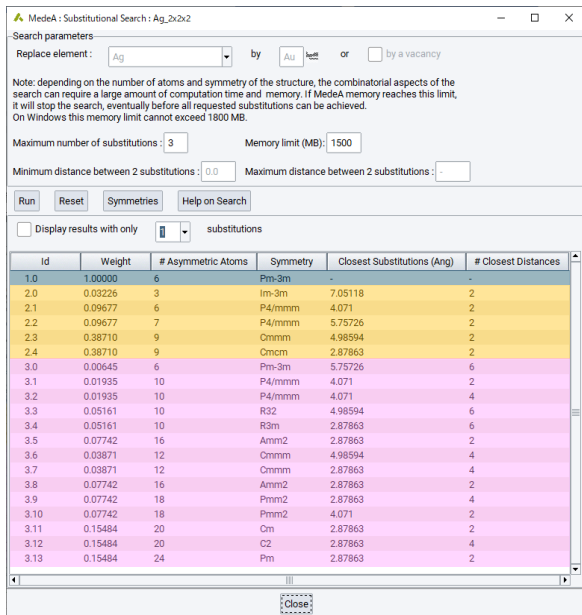 MedeA : Substitutional Search : Ag_2x2x2
Search parameters
Replace element : Ag by Au or by a vacancy
Note: depending on the number of atoms and symmetry of the structure, the combinatorial aspects of the
search can require a large amount of computation time and memory. If MedeA memory reaches this limit,
it will stop the search, eventually before all requested substitutions can be achieved.
On Windows this memory limit cannot exceed 1800 MB.
Maximum number of substitutions : 3 Memory limit (MB): 1500
Minimum distance between 2 substitutions : 0.0 Maximum distance between 2 substitutions : -
Run Reset Symmetries Help on Search
Display results with only 1 substitutions
Id Weight # Asymmetric Atoms Symmetry Closest Substitutions (Ang) # Closest Distances
1.0 1.00000 6 Pm-3m - -
2.0 0.03226 3 Im-3m 7.05118 2
2.1 0.09677 6 P4/mmm 4.071 2
2.2 0.09677 7 P4/mmm 5.75726 2
2.3 0.38710 9 Cmmm 4.98594 2
2.4 0.38710 9 Cmcm 2.87863 2
3.0 0.00645 6 Pm-3m 5.75726 6
3.1 0.01935 10 P4/mmm 4.071 2
3.2 0.01935 10 P4/mmm 4.071 4
3.3 0.05161 10 R32 4.98594 6
3.4 0.05161 10 R3m 2.87863 6
3.5 0.07742 16 Amm2 2.87863 2
3.6 0.03871 12 Cmmm 4.98594 4
3.7 0.03871 12 Cmmm 2.87863 4
3.8 0.07742 16 Amm2 2.87863 2
3.9 0.07742 18 Pmm2 2.87863 4
3.10 0.07742 18 Pmm2 4.071 2
3.11 0.15484 20 Cm 2.87863 2
3.12 0.15484 20 C2 2.87863 4
3.13 0.15484 24 Pm 2.87863 2
Close